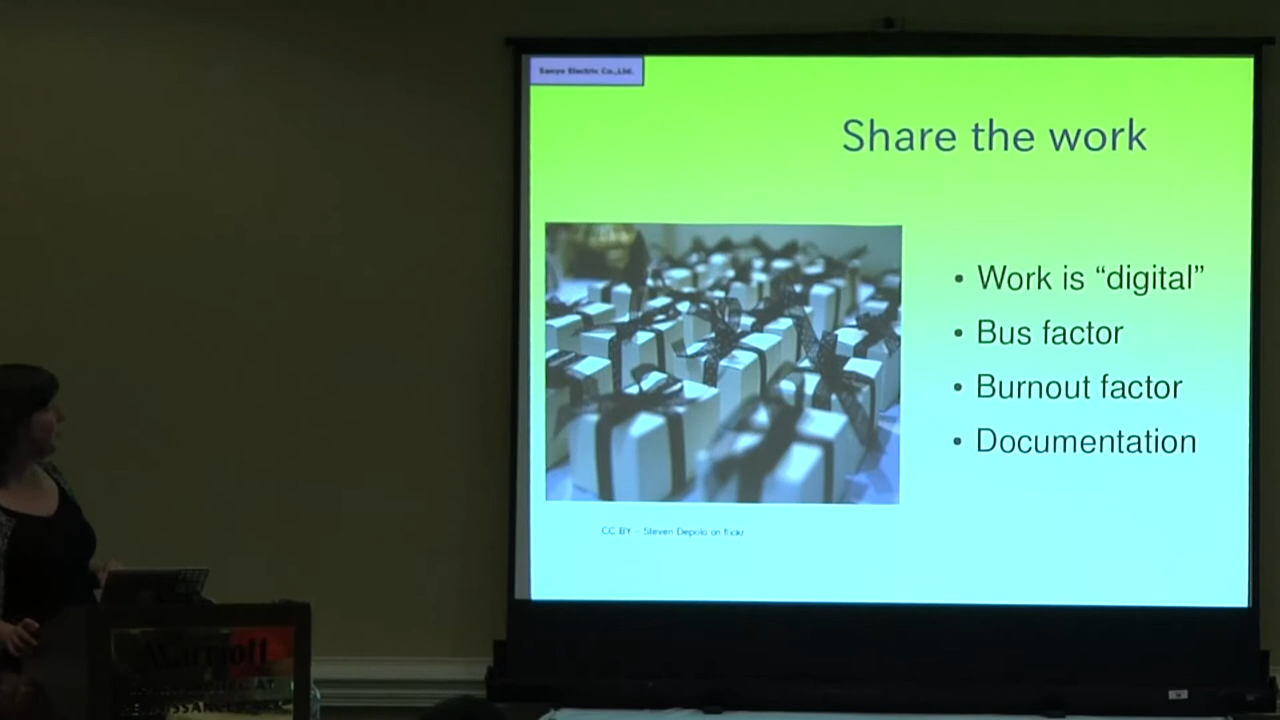 Sanyo Electric Co.,Ltd.
Share the work
• Work is “digital”
• Bus factor
• Burnout factor
• Documentation
CC BY – Steven Depolo on flickr
Marriott
AT